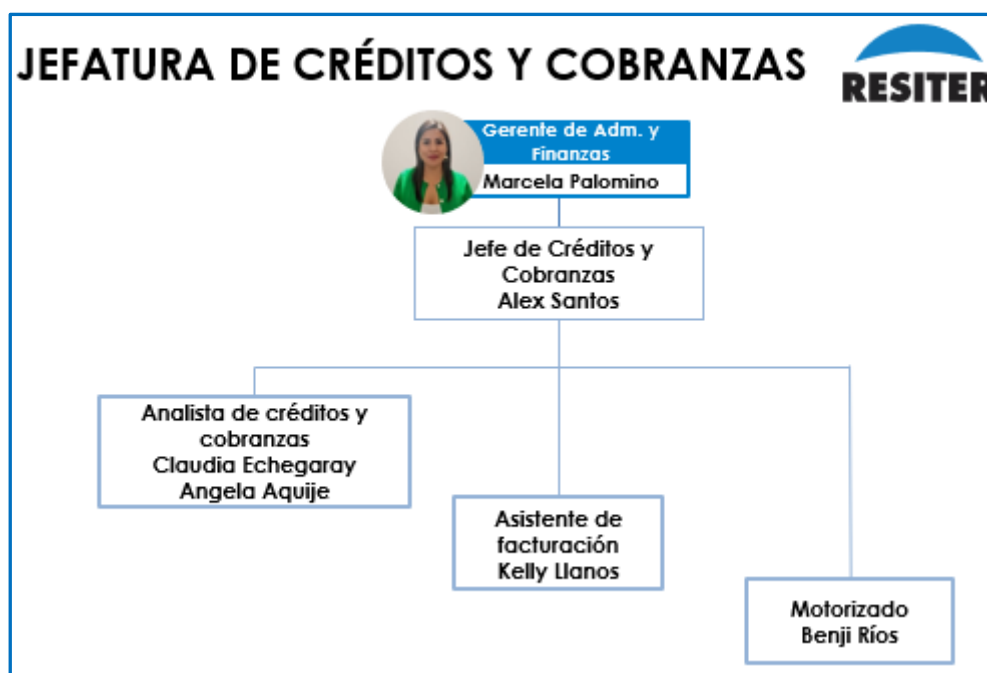 JEFATURA DE CRÉDITOS Y COBRANZAS
RESITER
Gerente de Adm. y
Finanzas
Marcela Palomino
Jefe de Créditos y
Cobranzas
Alex Santos
Analista de créditos y
cobranzas
Claudia Echegaray
Angela Aquije
Asistente de
facturación
Kelly Llanos
Motorizado
Benji Ríos